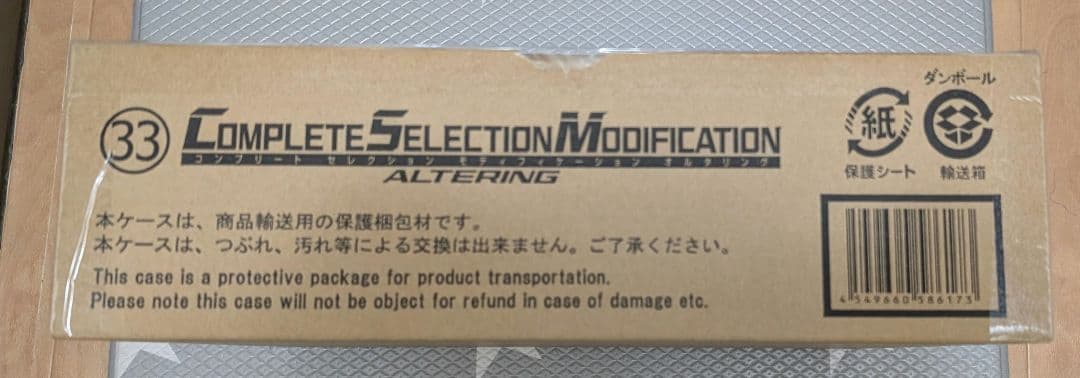 33
COMPLETE SELECTION MODIFICATION
コンプリート セレクション モディフィケーション オルタリング
ALTERING
本ケースは、商品輸送用の保護梱包材です。
本ケースは、つぶれ、汚れ等による交換は出来ません。ご了承ください。
This case is a protective package for product transportation.
Please note this case will not be object for refund in case of damage etc.
紙
保護シート
ダンボール
輸送箱
4 549660 586173